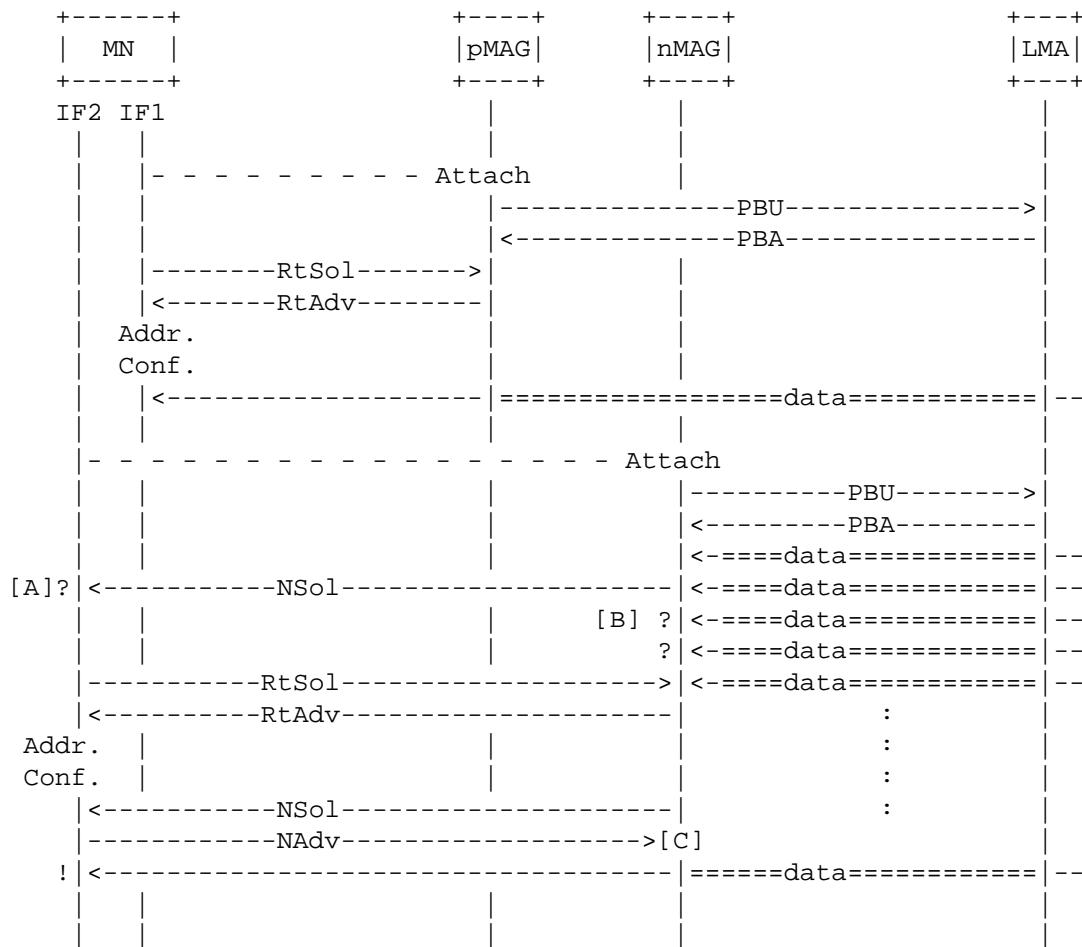 MN pMAG nMAG LMA
IF2 IF1
Attach
PBU
PBA
RtSol
RtAdv
Addr.
Conf.
data
Attach
PBU
PBA
data
[A]? NSol data
[B] ? data
? data
RtSol data
RtAdv :
Addr. :
Conf. :
NSol :
NAdv [C]
! data